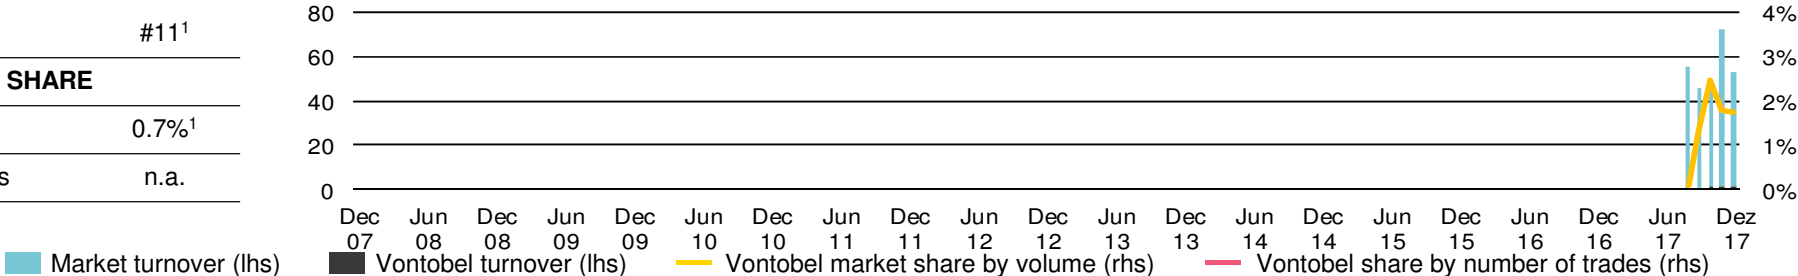 #11¹
SHARE
0.7%¹
s n.a.
80 4%
60 3%
40 2%
20 1%
0 0%
Dec Jun Dec Jun Dec Jun Dec Jun Dec Jun Dec Jun Dec Jun Dec Jun Dec Jun Dec Jun Dez
07 08 08 09 09 10 10 11 11 12 12 13 13 14 14 15 15 16 16 17 17
Market turnover (lhs) Vontobel turnover (lhs) Vontobel market share by volume (rhs) Vontobel share by number of trades (rhs)